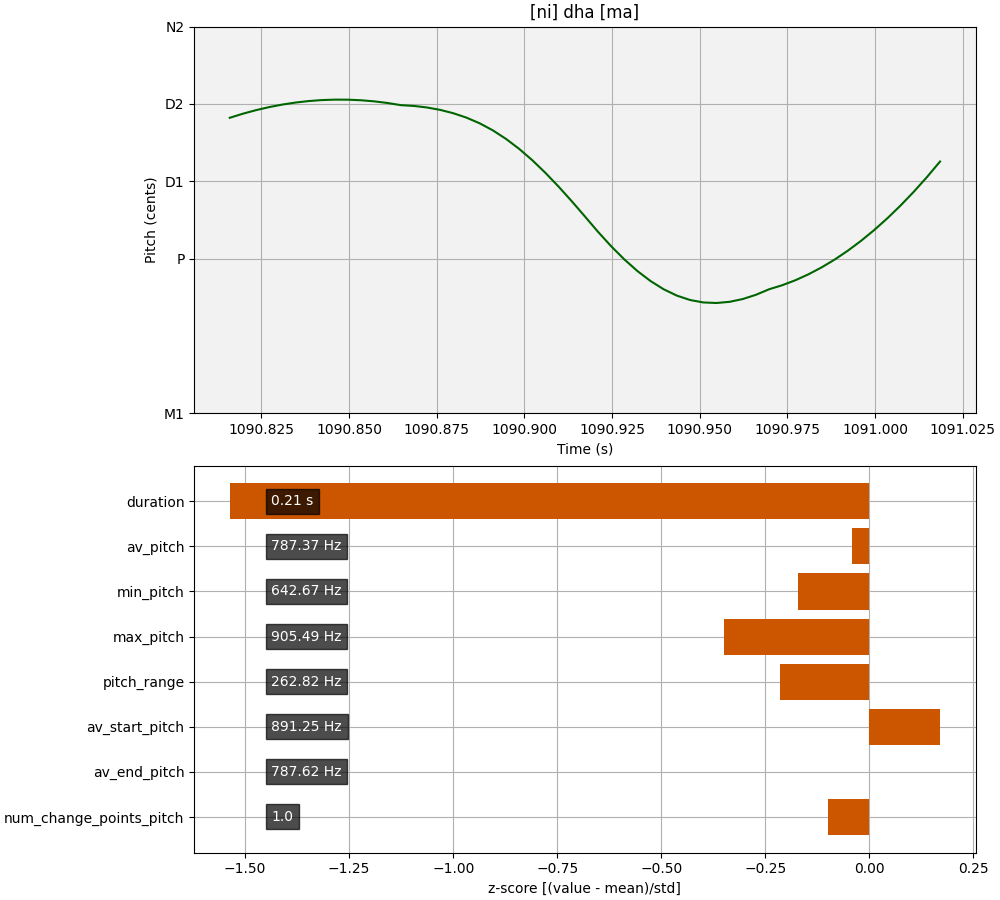 [ni] dha [ma]
N2
D2
D1
P
M1
Pitch (cents)
1090.825 1090.850 1090.875 1090.900 1090.925 1090.950 1090.975 1091.000 1091.025
Time (s)
duration 0.21 s
av_pitch 787.37 Hz
min_pitch 642.67 Hz
max_pitch 905.49 Hz
pitch_range 262.82 Hz
av_start_pitch 891.25 Hz
av_end_pitch 787.62 Hz
num_change_points_pitch 1.0
−1.50 −1.25 −1.00 −0.75 −0.50 −0.25 0.00 0.25
z-score [(value - mean)/std]